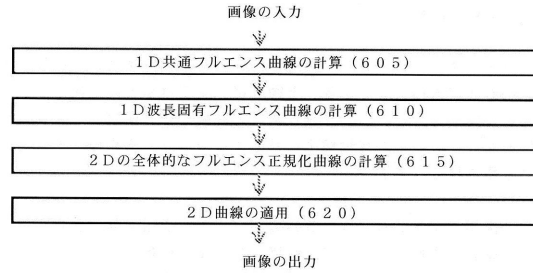 画像の入力
1D共通フルエンス曲線の計算(605)
1D波長固有フルエンス曲線の計算(610)
2Dの全体的なフルエンス正規化曲線の計算(615)
2D曲線の適用(620)
画像の出力